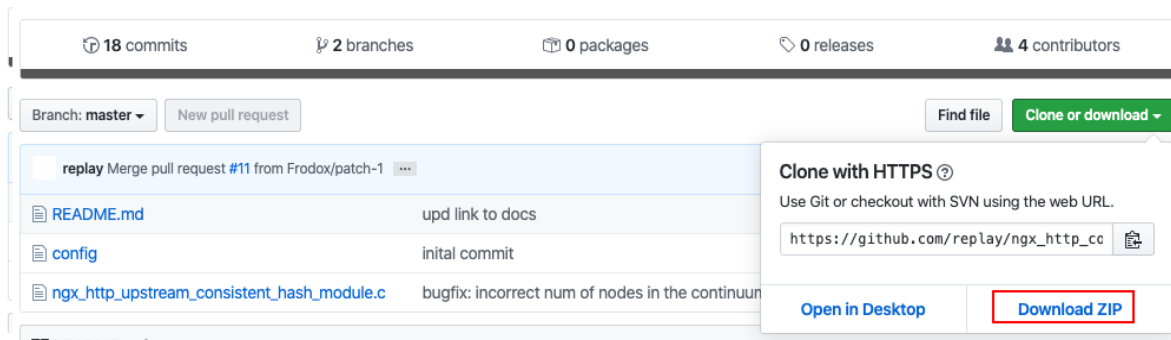 18 commits
2 branches
0 packages
0 releases
4 contributors
Branch: master
New pull request
Find file
Clone or download
replay Merge pull request #11 from Frodox/patch-1 ...
README.md
upd link to docs
config
inital commit
ngx_http_upstream_consistent_hash_module.c
bugfix: incorrect num of nodes in the continuum
Clone with HTTPS
Use Git or checkout with SVN using the web URL.
https://github.com/replay/ngx_http_co
Open in Desktop
Download ZIP